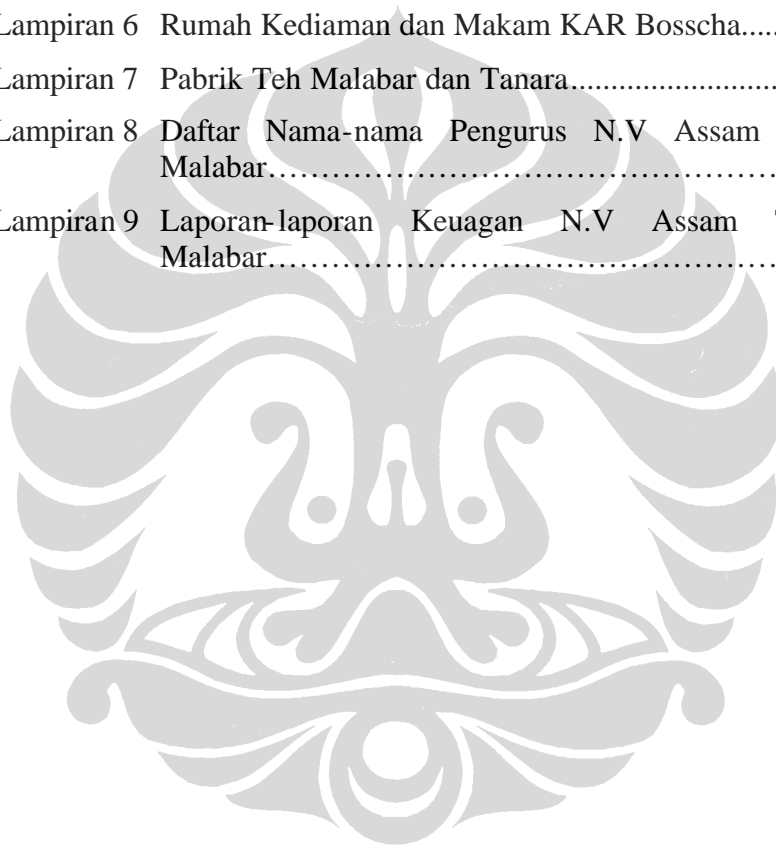 Lampiran 6 Rumah Kediaman dan Makam KAR Bosscha.....
Lampiran 7 Pabrik Teh Malabar dan Tanara..............................
Lampiran 8 Daftar Nama-nama Pengurus N.V Assam
Malabar…………………………………………………
Lampiran 9 Laporan-laporan Keuagan N.V Assam
Malabar…………………………………………………